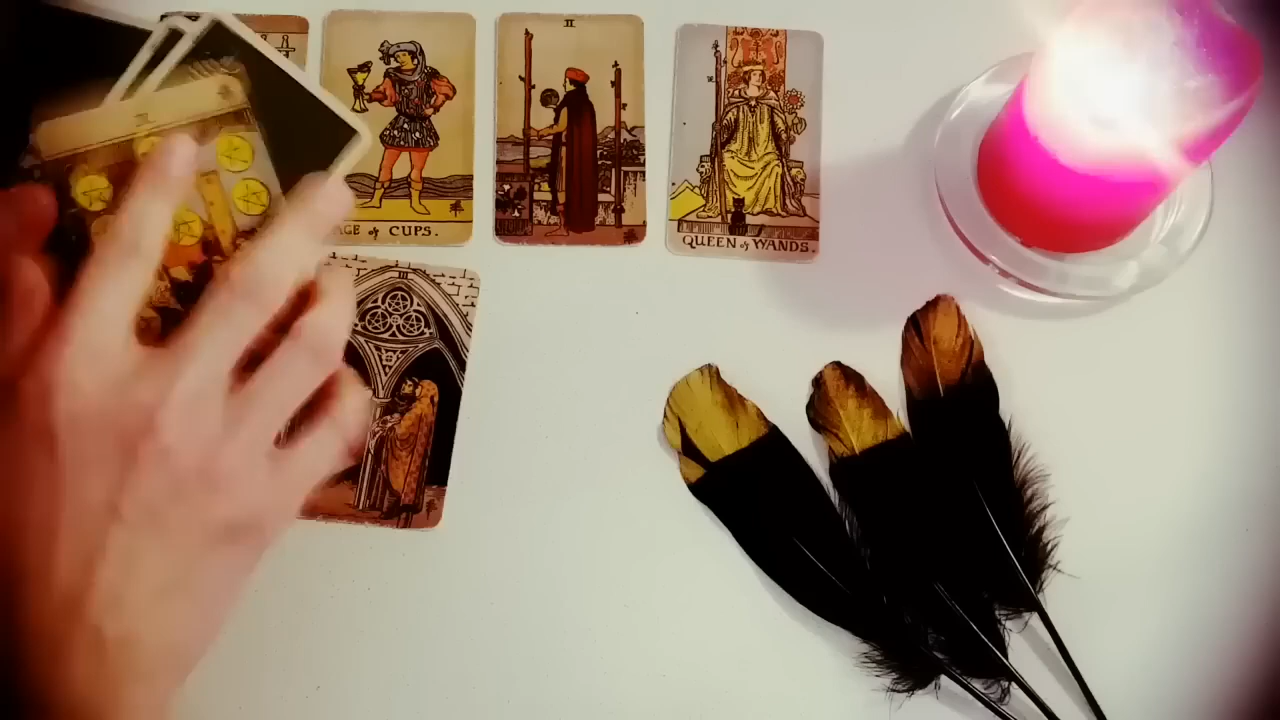 II
AGE of CUPS.
QUEEN of WANDS.